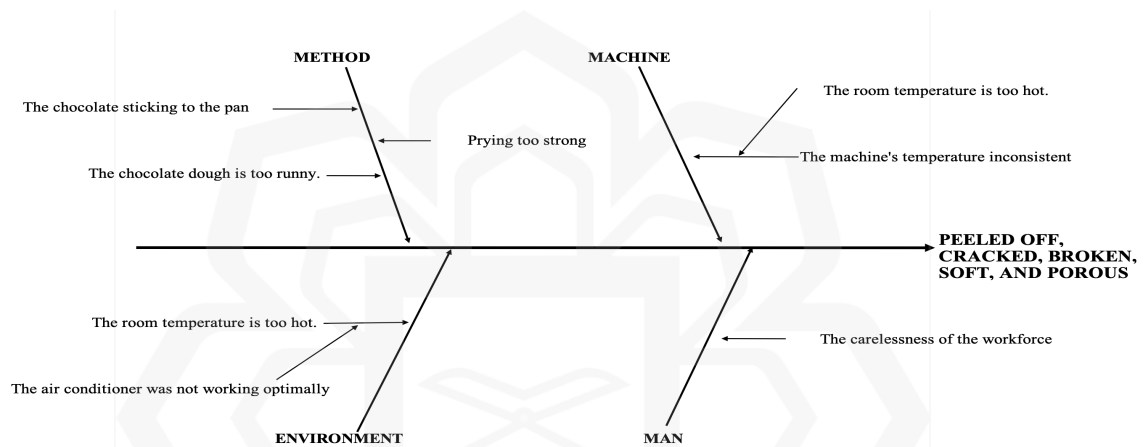 METHOD
MACHINE
The chocolate sticking to the pan
The room temperature is too hot.
Prying too strong
The machine's temperature inconsistent
The chocolate dough is too runny.
PEELED OFF,
CRACKED, BROKEN,
SOFT, AND POROUS
The room temperature is too hot.
The carelessness of the workforce
The air conditioner was not working optimally
ENVIRONMENT
MAN